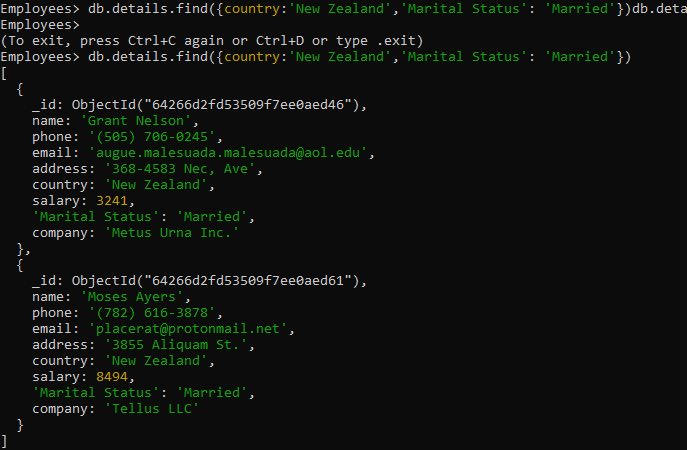 Employees> db.details.find({country:'New Zealand','Marital Status': 'Married'})db.deta
Employees>
(To exit, press Ctrl+C again or Ctrl+D or type .exit)
Employees> db.details.find({country:'New Zealand','Marital Status': 'Married'})
[
  {
    _id: ObjectId("64266d2fd53509f7ee0aed46"),
    name: 'Grant Nelson',
    phone: '(505) 706-0245',
    email: 'augue.malesuada.malesuada@aol.edu',
    address: '368-4583 Nec, Ave',
    country: 'New Zealand',
    salary: 3241,
    'Marital Status': 'Married',
    company: 'Metus Urna Inc.'
  },
  {
    _id: ObjectId("64266d2fd53509f7ee0aed61"),
    name: 'Moses Ayers',
    phone: '(782) 616-3878',
    email: 'placerat@protonmail.net',
    address: '3855 Aliquam St.',
    country: 'New Zealand',
    salary: 8494,
    'Marital Status': 'Married',
    company: 'Tellus LLC'
  }
]